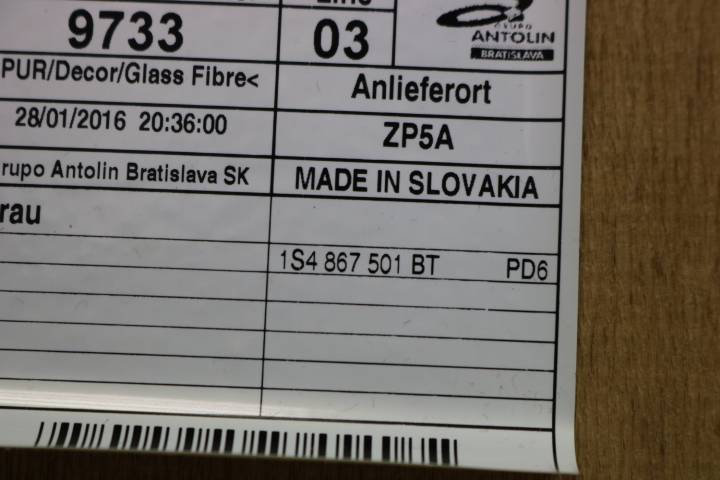 9733
03
GRUPO
ANTOLIN
BRATISLAVA
PUR/Decor/Glass Fibre<
Anlieferort
28/01/2016 20:36:00
ZP5A
rupo Antolin Bratislava SK
MADE IN SLOVAKIA
rau
1S4 867 501 BT PD6